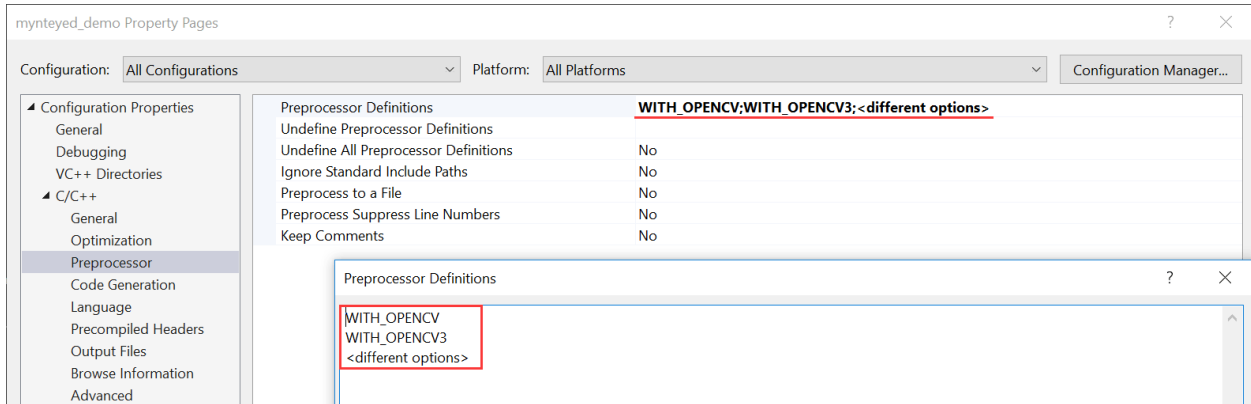 mynteyed_demo Property Pages
Configuration: All Configurations Platform: All Platforms Configuration Manager...
Configuration Properties
General
Debugging
VC++ Directories
C/C++
General
Optimization
Preprocessor
Code Generation
Language
Precompiled Headers
Output Files
Browse Information
Advanced
Preprocessor Definitions WITH_OPENCV;WITH_OPENCV3;<different options>
Undefine Preprocessor Definitions
Undefine All Preprocessor Definitions No
Ignore Standard Include Paths No
Preprocess to a File No
Preprocess Suppress Line Numbers No
Keep Comments No
Preprocessor Definitions
WITH_OPENCV
WITH_OPENCV3
<different options>